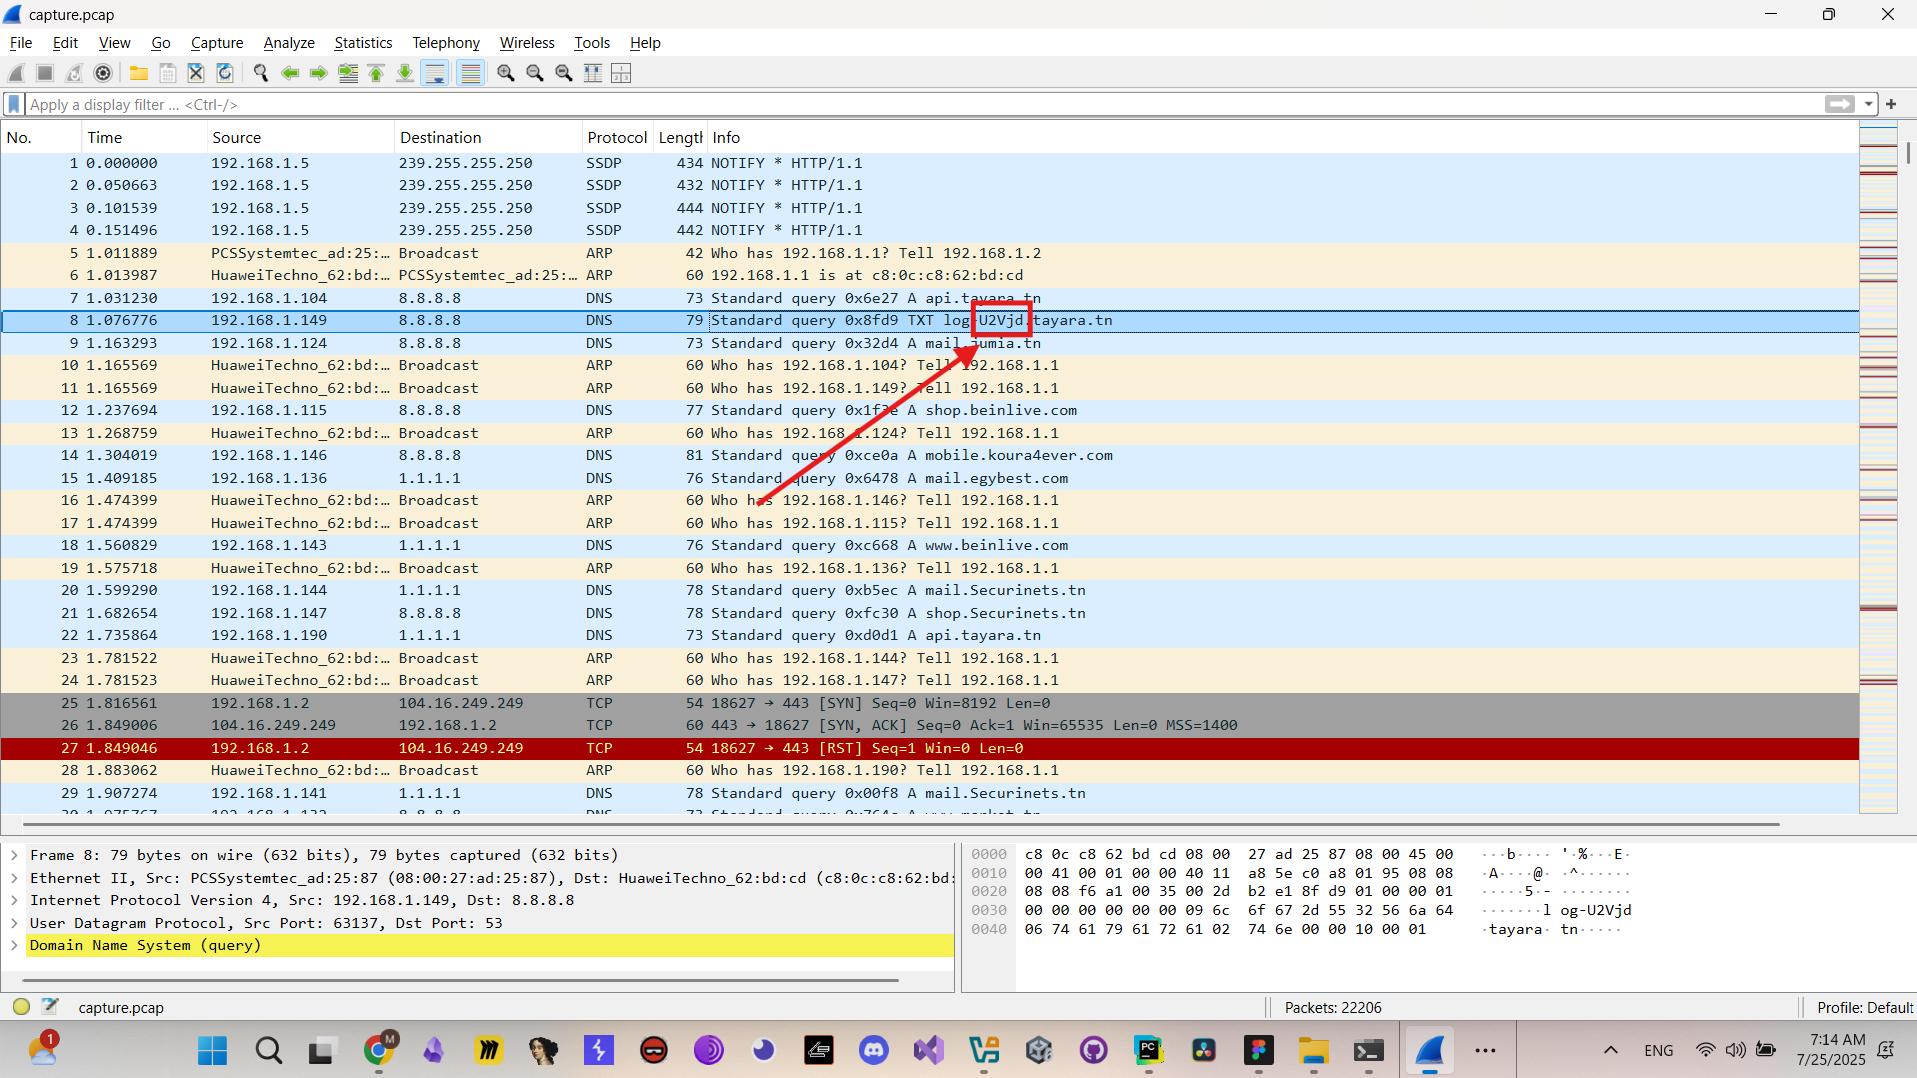 capture.pcap
File Edit View Go Capture Analyze Statistics Telephony Wireless Tools Help
Apply a display filter … <Ctrl-/>
No. Time Source Destination Protocol Length Info
1 0.000000 192.168.1.5 239.255.255.250 SSDP 434 NOTIFY * HTTP/1.1
2 0.050663 192.168.1.5 239.255.255.250 SSDP 432 NOTIFY * HTTP/1.1
3 0.101539 192.168.1.5 239.255.255.250 SSDP 444 NOTIFY * HTTP/1.1
4 0.151496 192.168.1.5 239.255.255.250 SSDP 442 NOTIFY * HTTP/1.1
5 1.011889 PCSSystemtec_ad:25:… Broadcast ARP 42 Who has 192.168.1.1? Tell 192.168.1.2
6 1.013987 HuaweiTechno_62:bd:… PCSSystemtec_ad:25:… ARP 60 192.168.1.1 is at c8:0c:c8:62:bd:cd
7 1.031230 192.168.1.104 8.8.8.8 DNS 73 Standard query 0x6e27 A api.tayara.tn
8 1.076776 192.168.1.149 8.8.8.8 DNS 79 Standard query 0x8fd9 TXT log-U2Vjd.tayara.tn
9 1.163293 192.168.1.124 8.8.8.8 DNS 73 Standard query 0x32d4 A mail.jumia.tn
10 1.165569 HuaweiTechno_62:bd:… Broadcast ARP 60 Who has 192.168.1.104? Tell 192.168.1.1
11 1.165569 HuaweiTechno_62:bd:… Broadcast ARP 60 Who has 192.168.1.149? Tell 192.168.1.1
12 1.237694 192.168.1.115 8.8.8.8 DNS 77 Standard query 0x1f3e A shop.beinlive.com
13 1.268759 HuaweiTechno_62:bd:… Broadcast ARP 60 Who has 192.168.1.124? Tell 192.168.1.1
14 1.304019 192.168.1.146 8.8.8.8 DNS 81 Standard query 0xce0a A mobile.koura4ever.com
15 1.409185 192.168.1.136 1.1.1.1 DNS 76 Standard query 0x6478 A mail.egybest.com
16 1.474399 HuaweiTechno_62:bd:… Broadcast ARP 60 Who has 192.168.1.146? Tell 192.168.1.1
17 1.474399 HuaweiTechno_62:bd:… Broadcast ARP 60 Who has 192.168.1.115? Tell 192.168.1.1
18 1.560829 192.168.1.143 1.1.1.1 DNS 76 Standard query 0xc668 A www.beinlive.com
19 1.575718 HuaweiTechno_62:bd:… Broadcast ARP 60 Who has 192.168.1.136? Tell 192.168.1.1
20 1.599290 192.168.1.144 1.1.1.1 DNS 78 Standard query 0xb5ec A mail.Securinets.tn
21 1.682654 192.168.1.147 8.8.8.8 DNS 78 Standard query 0xfc30 A shop.Securinets.tn
22 1.735864 192.168.1.190 1.1.1.1 DNS 73 Standard query 0xd0d1 A api.tayara.tn
23 1.781522 HuaweiTechno_62:bd:… Broadcast ARP 60 Who has 192.168.1.144? Tell 192.168.1.1
24 1.781523 HuaweiTechno_62:bd:… Broadcast ARP 60 Who has 192.168.1.147? Tell 192.168.1.1
25 1.816561 192.168.1.2 104.16.249.249 TCP 54 18627 → 443 [SYN] Seq=0 Win=8192 Len=0
26 1.849006 104.16.249.249 192.168.1.2 TCP 60 443 → 18627 [SYN, ACK] Seq=0 Ack=1 Win=65535 Len=0 MSS=1400
27 1.849046 192.168.1.2 104.16.249.249 TCP 54 18627 → 443 [RST] Seq=1 Win=0 Len=0
28 1.883062 HuaweiTechno_62:bd:… Broadcast ARP 60 Who has 192.168.1.190? Tell 192.168.1.1
29 1.907274 192.168.1.141 1.1.1.1 DNS 78 Standard query 0x00f8 A mail.Securinets.tn
Frame 8: 79 bytes on wire (632 bits), 79 bytes captured (632 bits)
Ethernet II, Src: PCSSystemtec_ad:25:87 (08:00:27:ad:25:87), Dst: HuaweiTechno_62:bd:cd (c8:0c:c8:62:bd:
Internet Protocol Version 4, Src: 192.168.1.149, Dst: 8.8.8.8
User Datagram Protocol, Src Port: 63137, Dst Port: 53
Domain Name System (query)
0000 c8 0c c8 62 bd cd 08 00 27 ad 25 87 08 00 45 00 ···b···· '·%···E·
0010 00 41 00 01 00 00 40 11 a8 5e c0 a8 01 95 08 08 ·A····@· ·^······
0020 08 08 f6 a1 00 35 00 2d b2 e1 8f d9 01 00 00 01 ·····5·- ········
0030 00 00 00 00 00 00 09 6c 6f 67 2d 55 32 56 6a 64 ·······l og-U2Vjd
0040 06 74 61 79 61 72 61 02 74 6e 00 00 10 00 01 ·tayara· tn·····
capture.pcap Packets: 22206 Profile: Default
1 M PC ENG 7:14 AM
7/25/2025